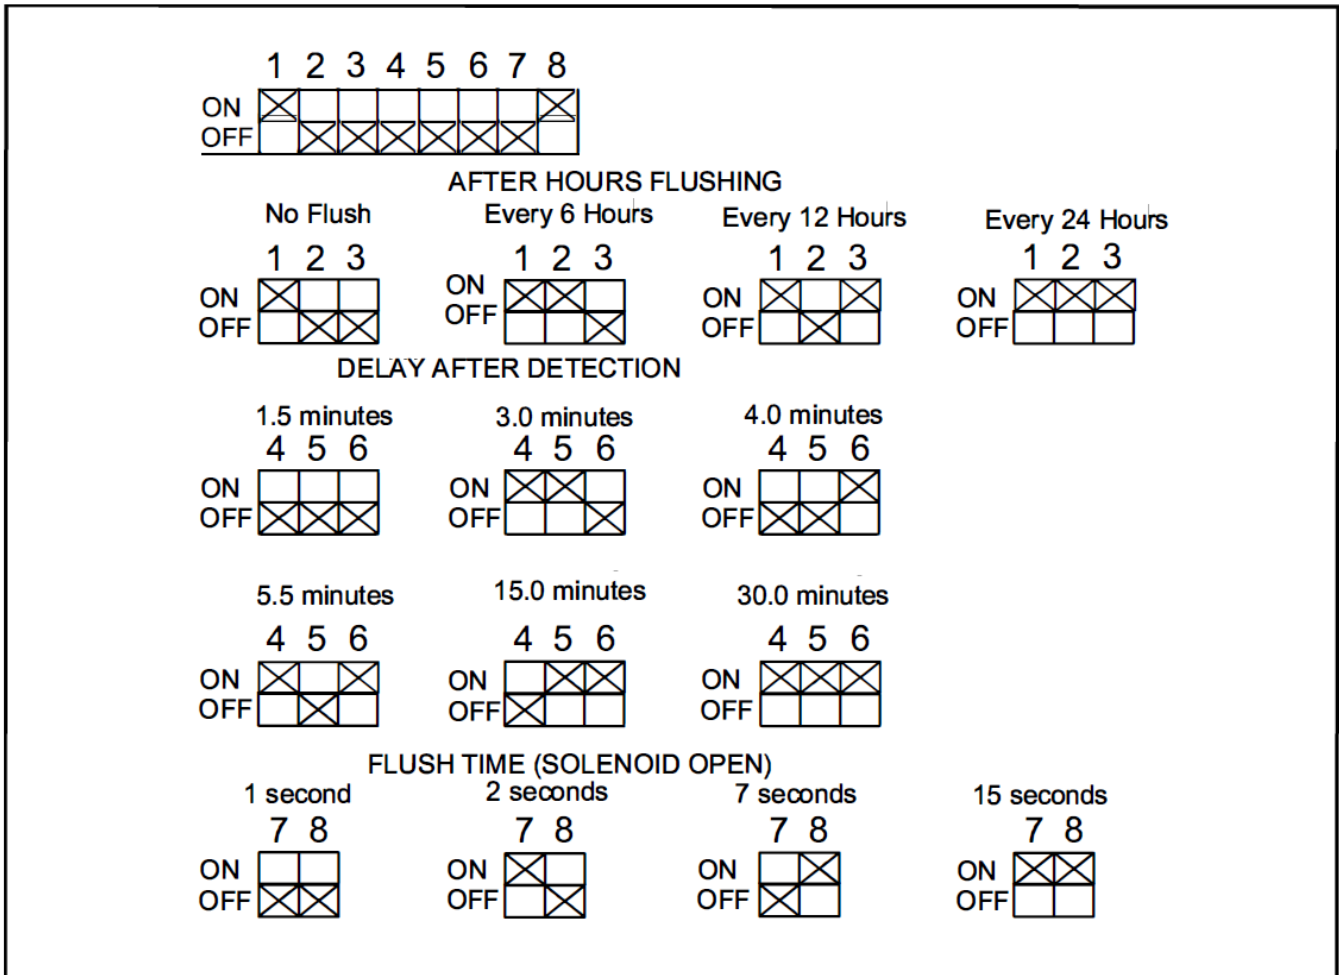 1 2 3 4 5 6 7 8
ON
OFF
AFTER HOURS FLUSHING
No Flush Every 6 Hours Every 12 Hours Every 24 Hours
1 2 3 1 2 3 1 2 3 1 2 3
ON ON ON ON
OFF OFF OFF OFF
DELAY AFTER DETECTION
1.5 minutes 3.0 minutes 4.0 minutes
4 5 6 4 5 6 4 5 6
ON ON ON
OFF OFF OFF
5.5 minutes 15.0 minutes 30.0 minutes
4 5 6 4 5 6 4 5 6
ON ON ON
OFF OFF OFF
FLUSH TIME (SOLENOID OPEN)
1 second 2 seconds 7 seconds 15 seconds
7 8 7 8 7 8 7 8
ON ON ON ON
OFF OFF OFF OFF